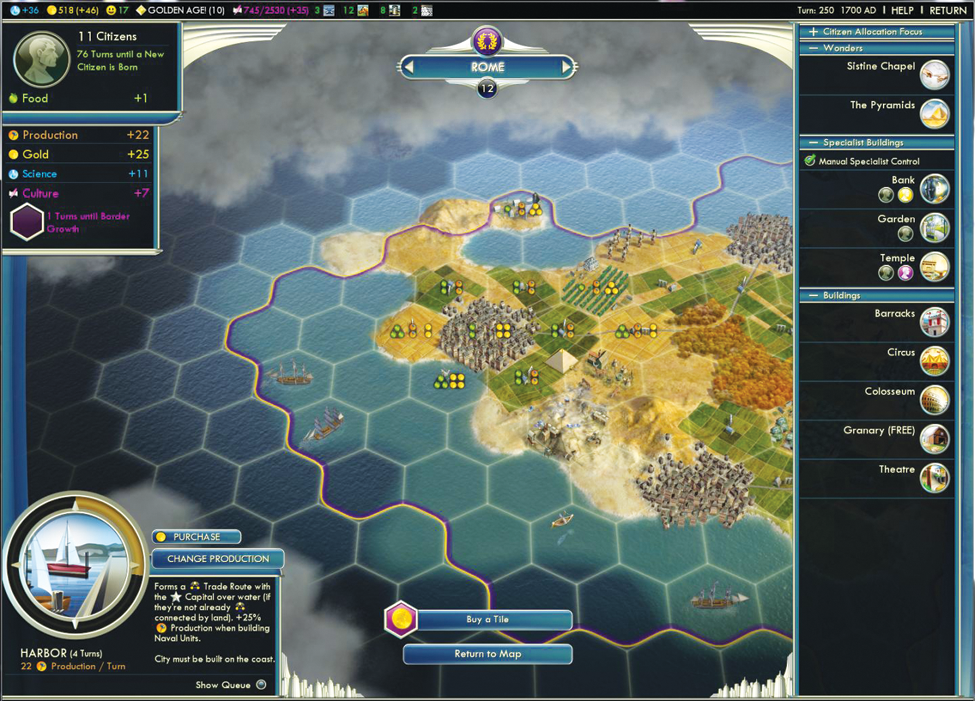 +36 518 (+46) 17 GOLDEN AGE! (10) 745/2530 (+35) 3 12 8 2 Turn: 250 1700 AD | HELP | RETURN
11 Citizens
76 Turns until a New
Citizen is Born
Food +1
Production +22
Gold +25
Science +11
Culture +7
1 Turns until Border
Growth
ROME
12
+ Citizen Allocation Focus
− Wonders
Sistine Chapel
The Pyramids
− Specialist Buildings
Manual Specialist Control
Bank
Garden
Temple
− Buildings
Barracks
Circus
Colosseum
Granary (FREE)
Theatre
PURCHASE
CHANGE PRODUCTION
Forms a Trade Route with
the Capital over water (if
they're not already
connected by land). +25%
Production when building
Naval Units.
City must be built on the coast.
HARBOR (4 Turns)
22 Production / Turn
Show Queue
Buy a Tile
Return to Map